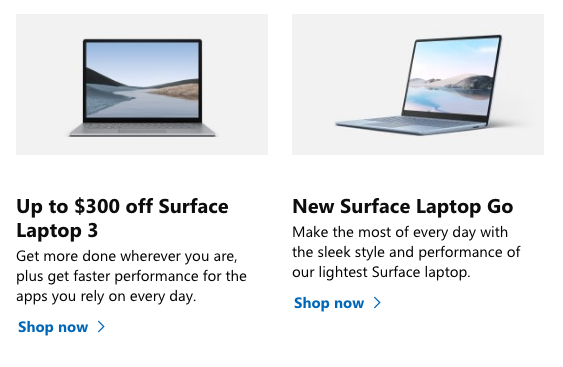 Up to $300 off Surface
Laptop 3
Get more done wherever you are,
plus get faster performance for the
apps you rely on every day.
Shop now
New Surface Laptop Go
Make the most of every day with
the sleek style and performance of
our lightest Surface laptop.
Shop now